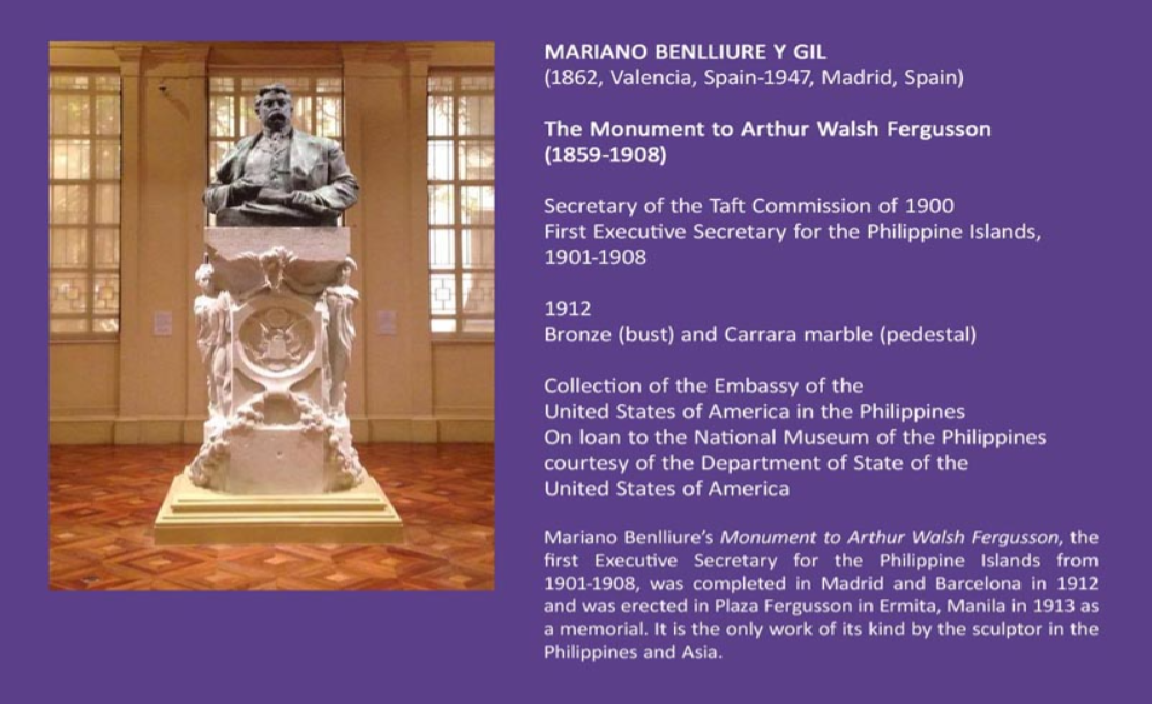 MARIANO BENLLIURE Y GIL
(1862, Valencia, Spain-1947, Madrid, Spain)
The Monument to Arthur Walsh Fergusson
(1859-1908)
Secretary of the Taft Commission of 1900
First Executive Secretary for the Philippine Islands,
1901-1908
1912
Bronze (bust) and Carrara marble (pedestal)
Collection of the Embassy of the
United States of America in the Philippines
On loan to the National Museum of the Philippines
courtesy of the Department of State of the
United States of America
Mariano Benlliure’s Monument to Arthur Walsh Fergusson, the
first Executive Secretary for the Philippine Islands from
1901-1908, was completed in Madrid and Barcelona in 1912
and was erected in Plaza Fergusson in Ermita, Manila in 1913 as
a memorial. It is the only work of its kind by the sculptor in the
Philippines and Asia.